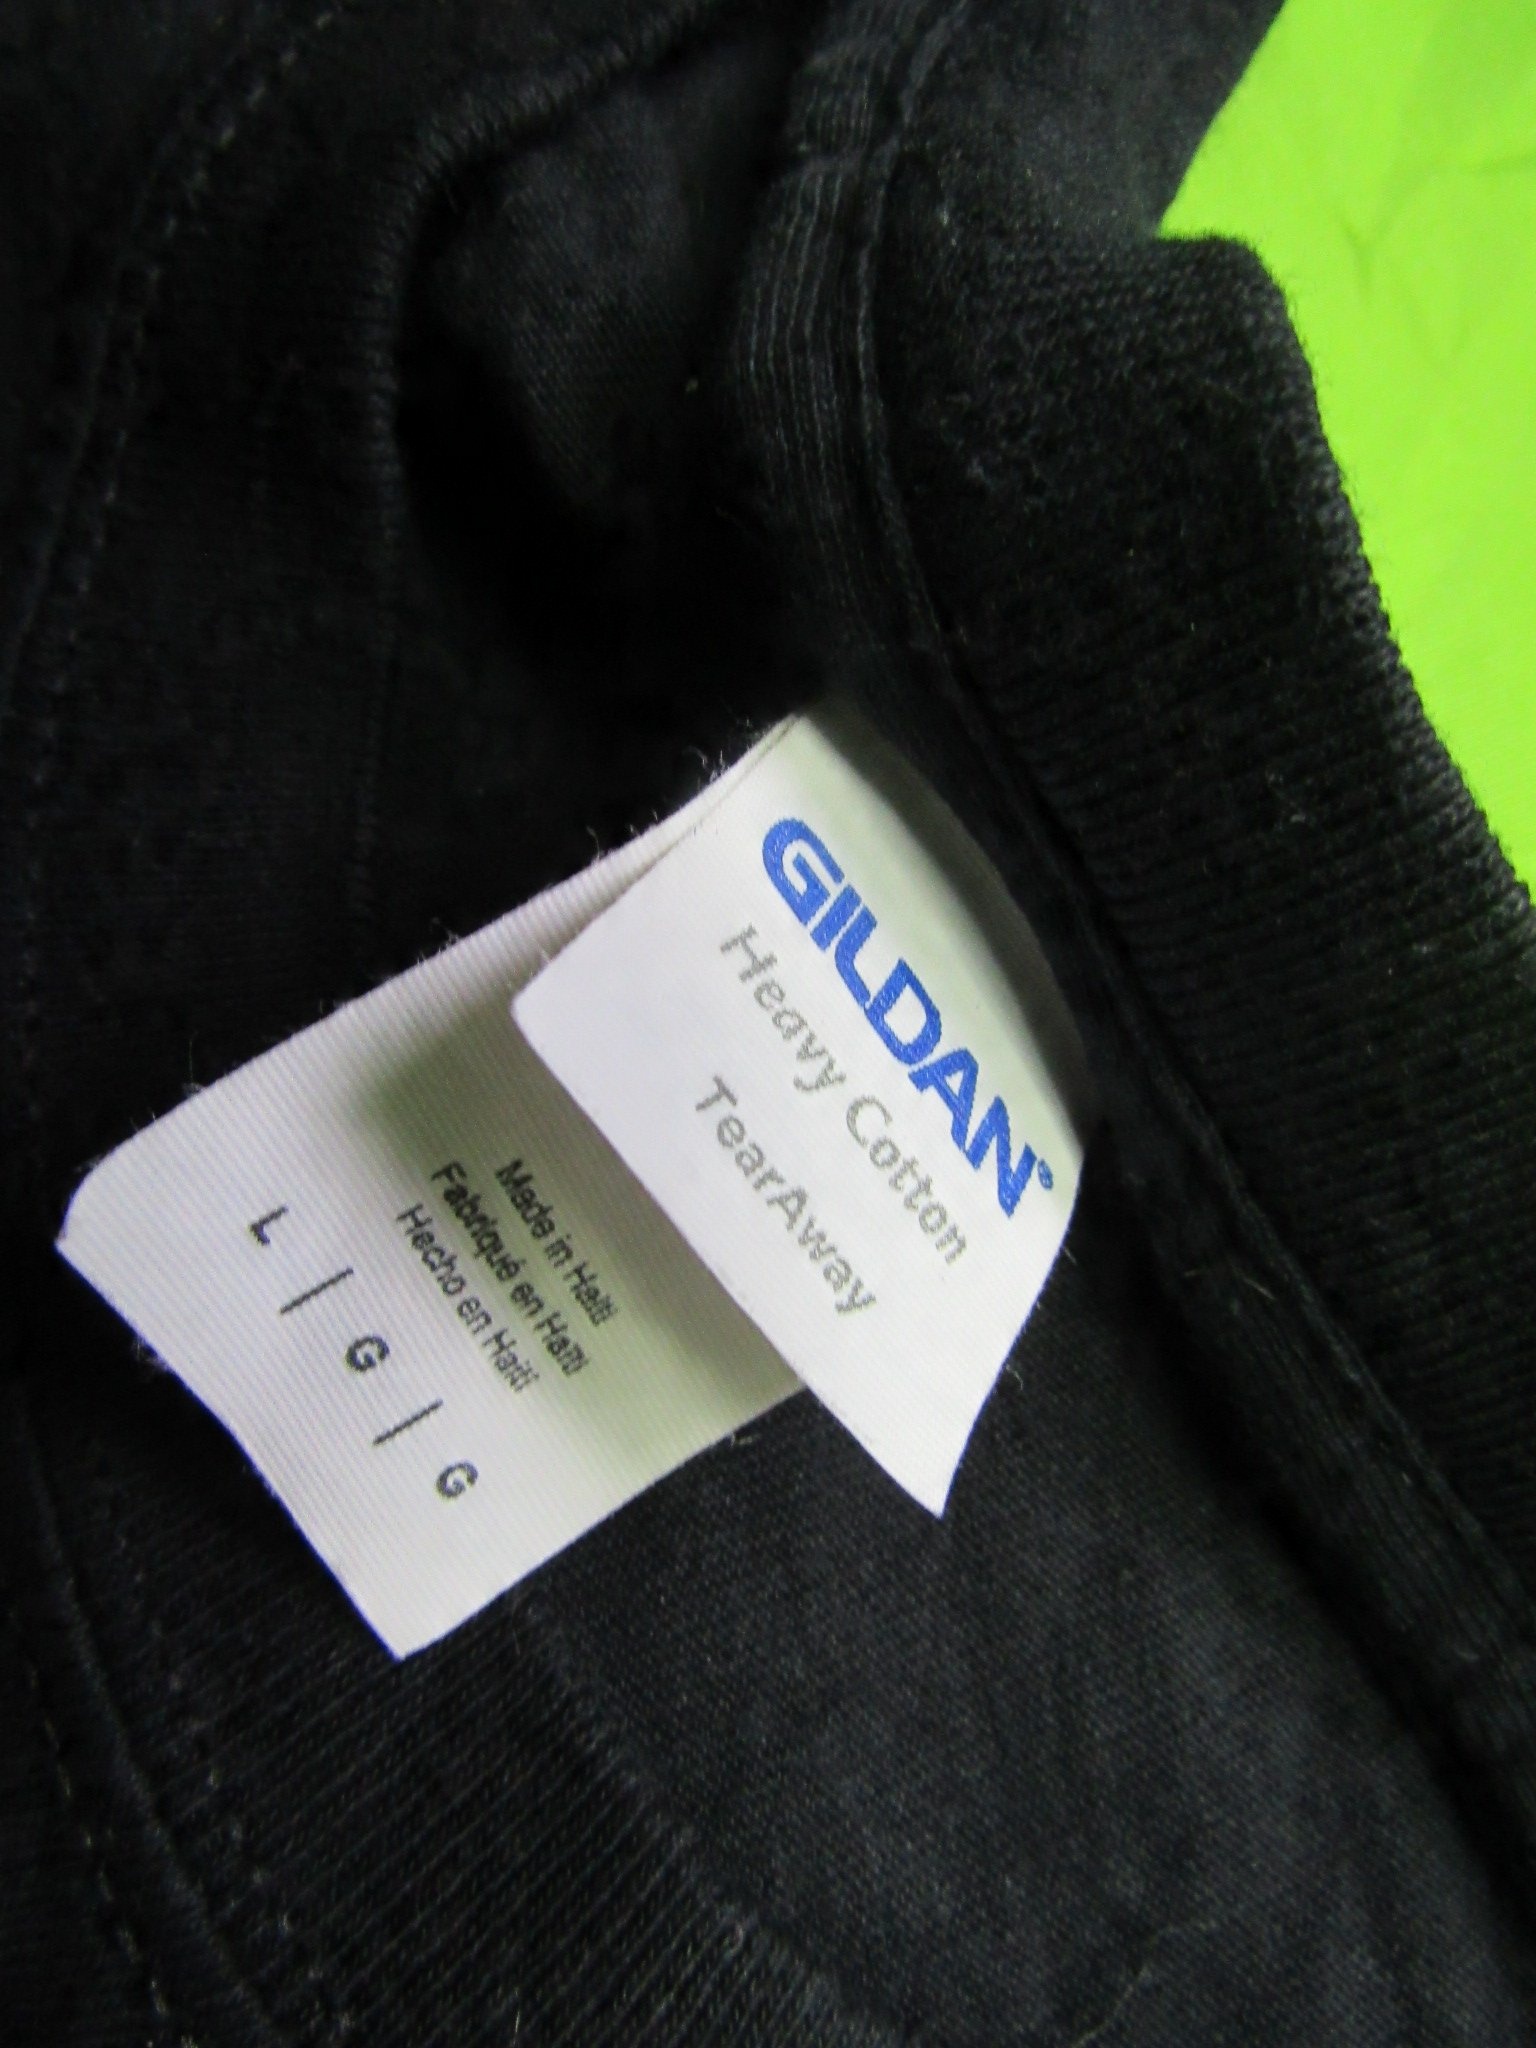 GILDAN®
Heavy Cotton
TearAway
Made in Haiti
Fabriqué en Haïti
Hecho en Haití
L | G | G